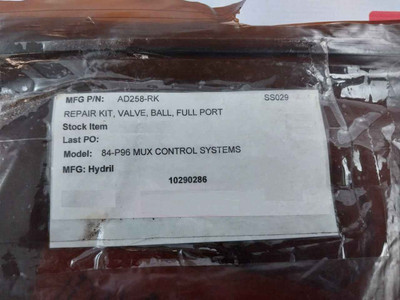 MFG P/N: AD258-RK SS029
REPAIR KIT, VALVE, BALL, FULL PORT
Stock Item
Last PO:
Model: 84-P96 MUX CONTROL SYSTEMS
MFG: Hydril
10290286